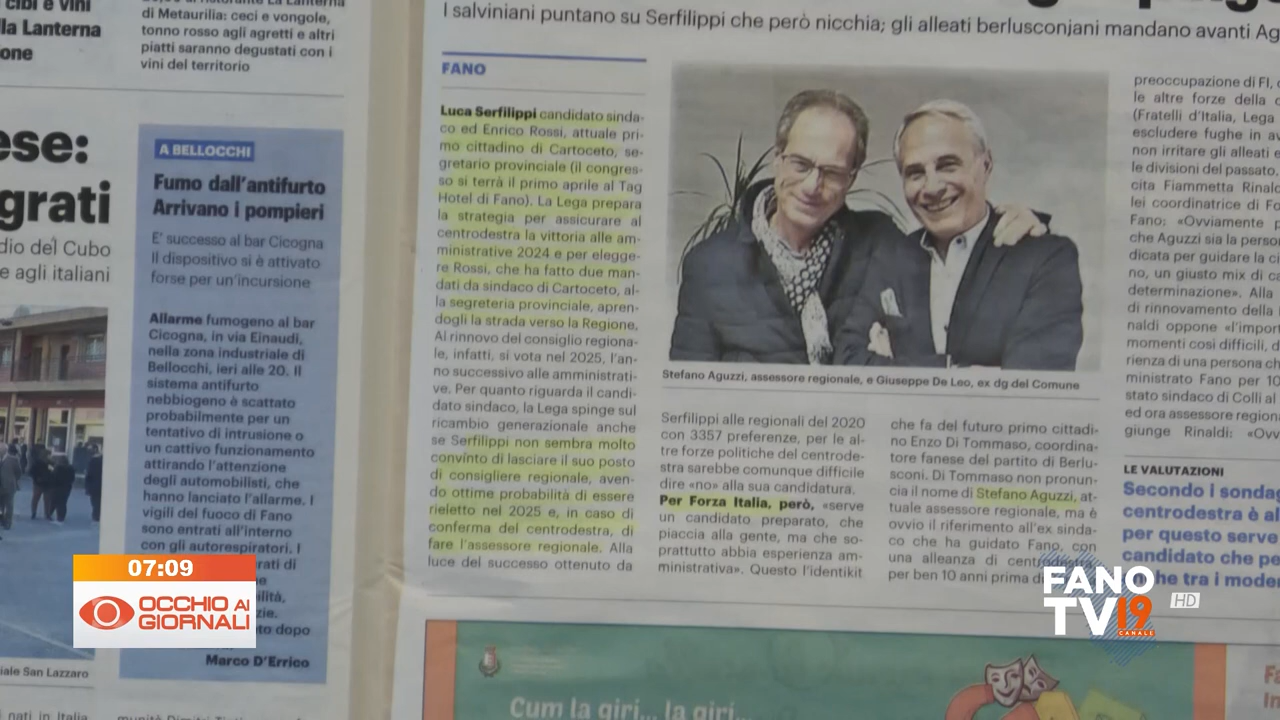 cibi e vini
la Lanterna
one
di Metaurilia: ceci e vongole,
tonno rosso agli agretti e altri
piatti saranno degustati con i
vini del territorio
ese:
grati
dio del Cubo
e agli italiani
iale San Lazzaro
nati in Italia
A BELLOCCHI
Fumo dall'antifurto
Arrivano i pompieri
E' successo al bar Cicogna
Il dispositivo si è attivato
forse per un'incursione
Allarme fumogeno al bar
Cicogna, in via Einaudi,
nella zona industriale di
Bellocchi, ieri alle 20. Il
sistema antifurto
nebbiogeno è scattato
probabilmente per un
tentativo di intrusione o
un cattivo funzionamento
attirando l'attenzione
degli automobilisti, che
hanno lanciato l'allarme. I
vigili del fuoco di Fano
sono entrati all'interno
con gli autorespiratori. I
rati di
ilità,
zie.
to dopo
Marco D'Errico
I salviniani puntano su Serfilippi che però nicchia; gli alleati berlusconjani mandano avanti Ag
FANO
Luca Serfilippi candidato sinda-
co ed Enrico Rossi, attuale pri-
mo cittadino di Cartoceto, se-
gretario provinciale (il congres-
so si terrà il primo aprile al Tag
Hotel di Fano). La Lega prepara
la strategia per assicurare al
centrodestra la vittoria alle am-
ministrative 2024 e per elegge-
re Rossi, che ha fatto due man-
dati da sindaco di Cartoceto, al-
la segreteria provinciale, apren-
dogli la strada verso la Regione.
Al rinnovo del consiglio regiona-
le, infatti, si vota nel 2025, l'an-
no successivo alle amministrati-
ve. Per quanto riguarda il candi-
dato sindaco, la Lega spinge sul
ricambio generazionale anche
se Serfilippi non sembra molto
convinto di lasciare il suo posto
di consigliere regionale, aven-
do ottime probabilità di essere
rieletto nel 2025 e, in caso di
conferma del centrodestra, di
fare l'assessore regionale. Alla
luce del successo ottenuto da
Stefano Aguzzi, assessore regionale, e Giuseppe De Leo, ex dg del Comune
Serfilippi alle regionali del 2020
con 3357 preferenze, per le al-
tre forze politiche del centrode-
stra sarebbe comunque difficile
dire «no» alla sua candidatura.
Per Forza Italia, però, «serve
un candidato preparato, che
piaccia alla gente, ma che so-
prattutto abbia esperienza am-
ministrativa». Questo l'identikit
che fa del futuro primo cittadi-
no Enzo Di Tommaso, coordina-
tore fanese del partito di Berlu-
sconi. Di Tommaso non pronun-
cia il nome di Stefano Aguzzi, at-
tuale assessore regionale, ma è
ovvio il riferimento all'ex sinda-
co che ha guidato Fano, con
una alleanza di
per ben 10 anni prima
preoccupazione di FI,
le altre forze della
(Fratelli d'Italia, Lega
escludere fughe in av
non irritare gli alleati e
le divisioni del passato.
cita Fiammetta Rinal
lei coordinatrice di Fo
Fano: «Ovviamente p
che Aguzzi sia la perso
dicata per guidare la ci
no, un giusto mix di ca
determinazione». Alla
di rinnovamento della
naldi oppone «l'impor
momenti così difficili, d
rienza di una persona ch
ministrato Fano per 10
stato sindaco di Colli al
ed ora assessore region
giunge Rinaldi: «Ovv
LE VALUTAZIONI
Secondo i sondag
centrodestra è al
per questo serve
candidato che pe
he tra i moder
Cum la giri... la giri...
07:09
OCCHIO AI
GIORNALI
FANO
TV19
CANALE
HD